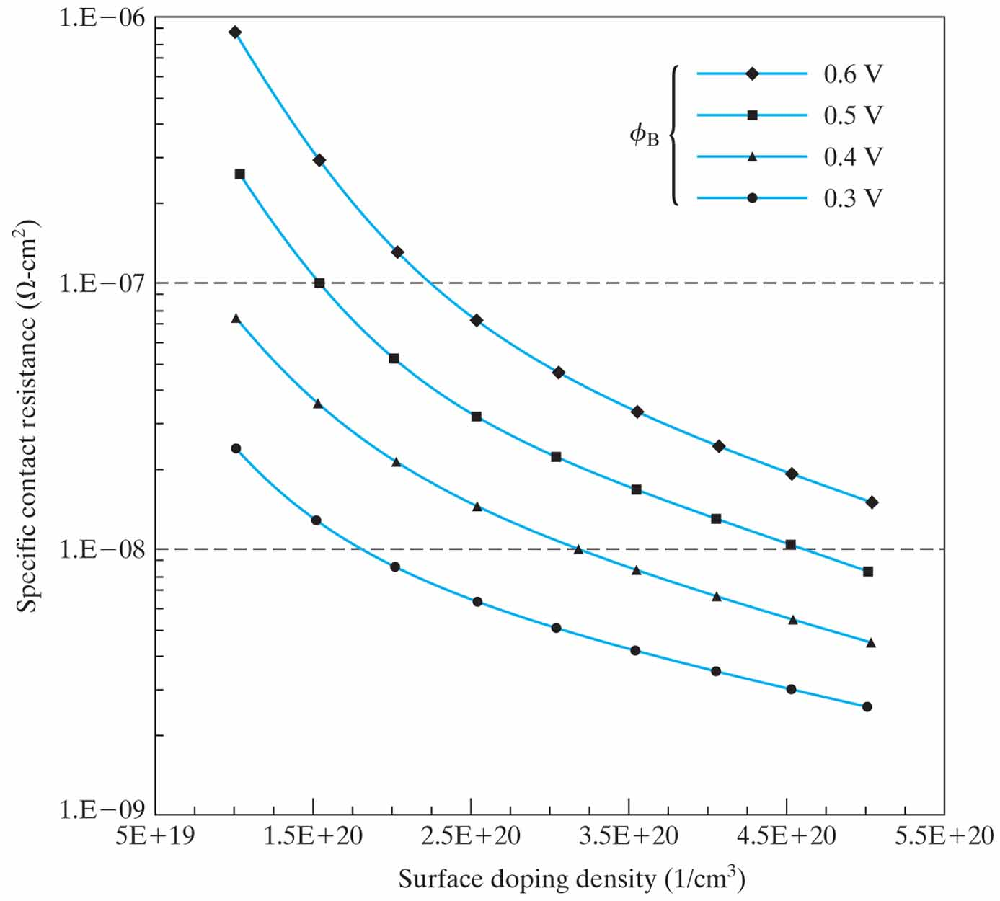 1.E−06
0.6 V
0.5 V
ϕB
0.4 V
0.3 V
Specific contact resistance (Ω-cm²)
1.E−07
1.E−08
1.E−09
5E+19 1.5E+20 2.5E+20 3.5E+20 4.5E+20 5.5E+20
Surface doping density (1/cm³)